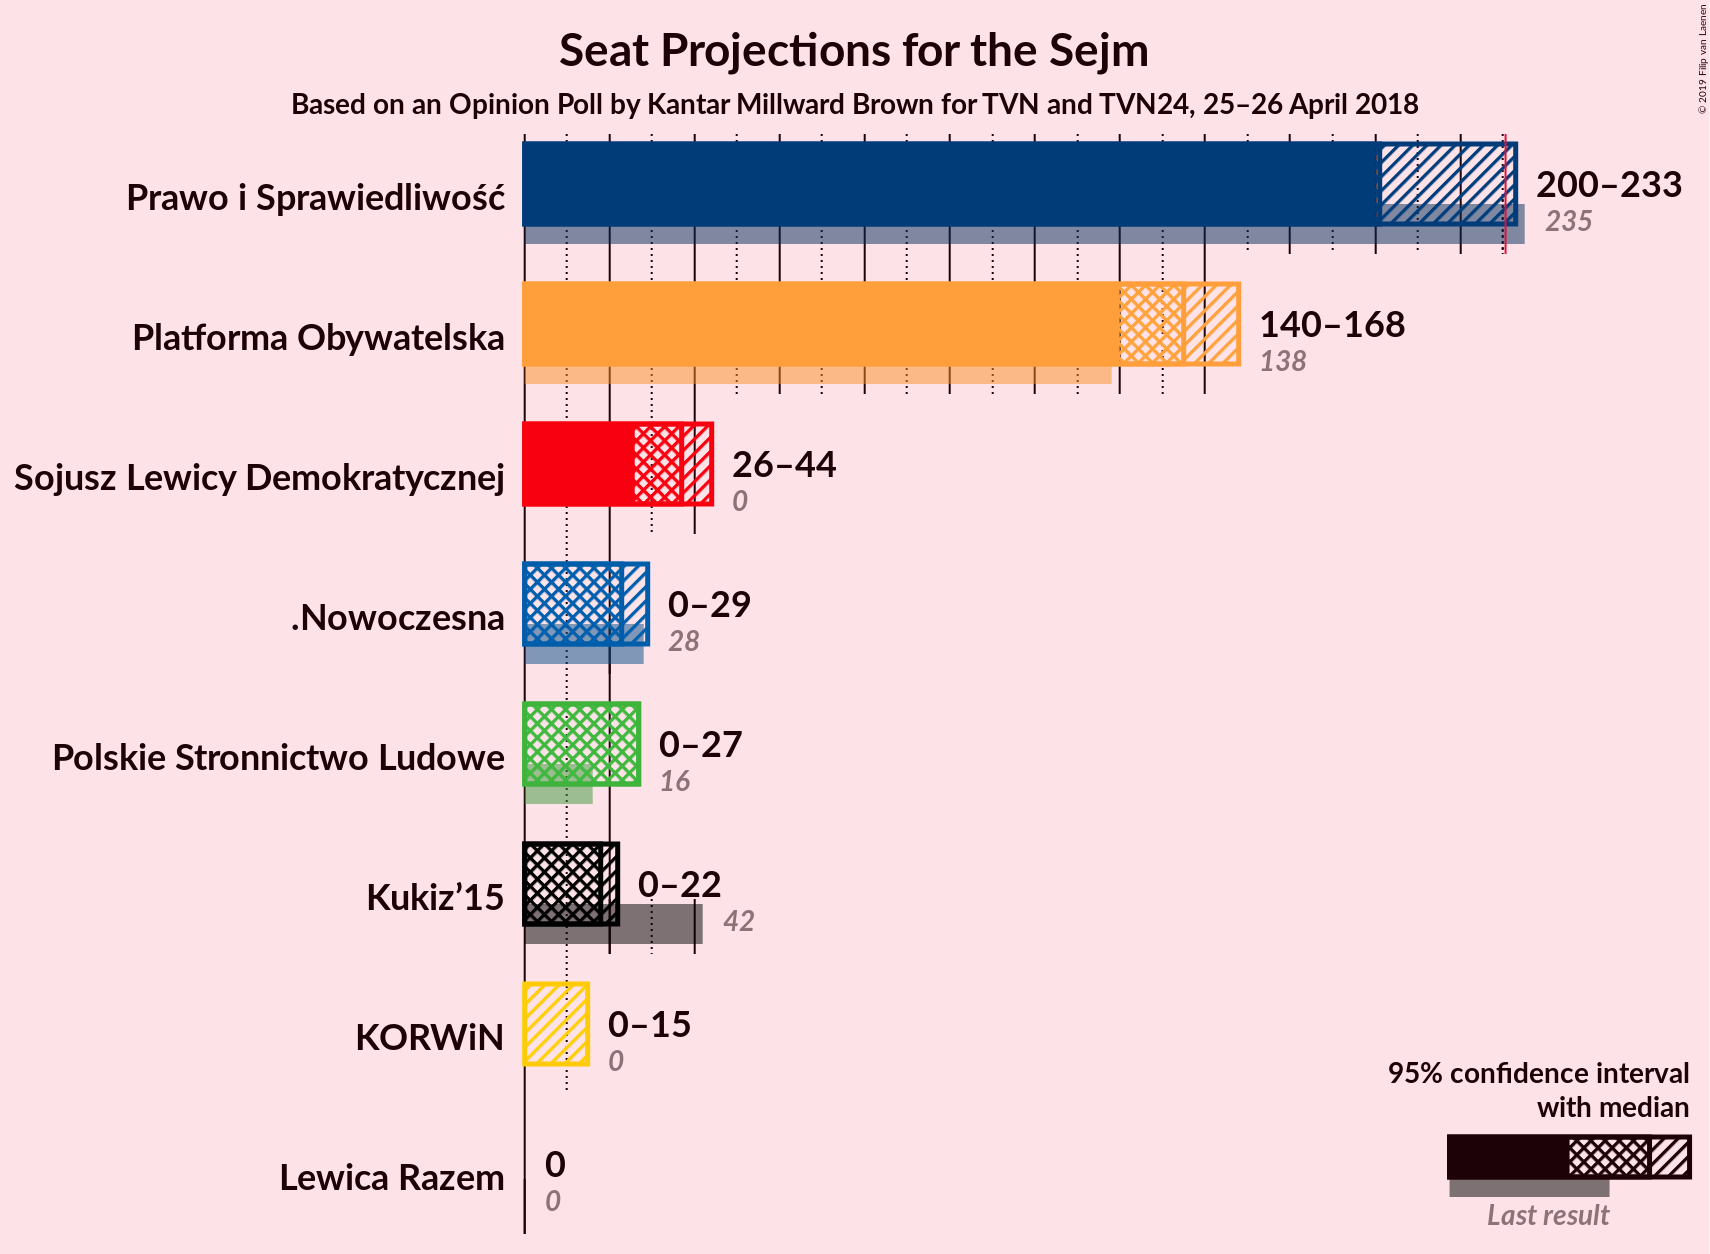 Seat Projections for the Sejm
Based on an Opinion Poll by Kantar Millward Brown for TVN and TVN24, 25–26 April 2018
© 2019 Filip van Laenen
Prawo i Sprawiedliwość
200–233
235
Platforma Obywatelska
140–168
138
Sojusz Lewicy Demokratycznej
26–44
0
.Nowoczesna
0–29
28
Polskie Stronnictwo Ludowe
0–27
16
Kukiz’15
0–22
42
KORWiN
0–15
0
Lewica Razem
0
0
95% confidence interval
with median
Last result